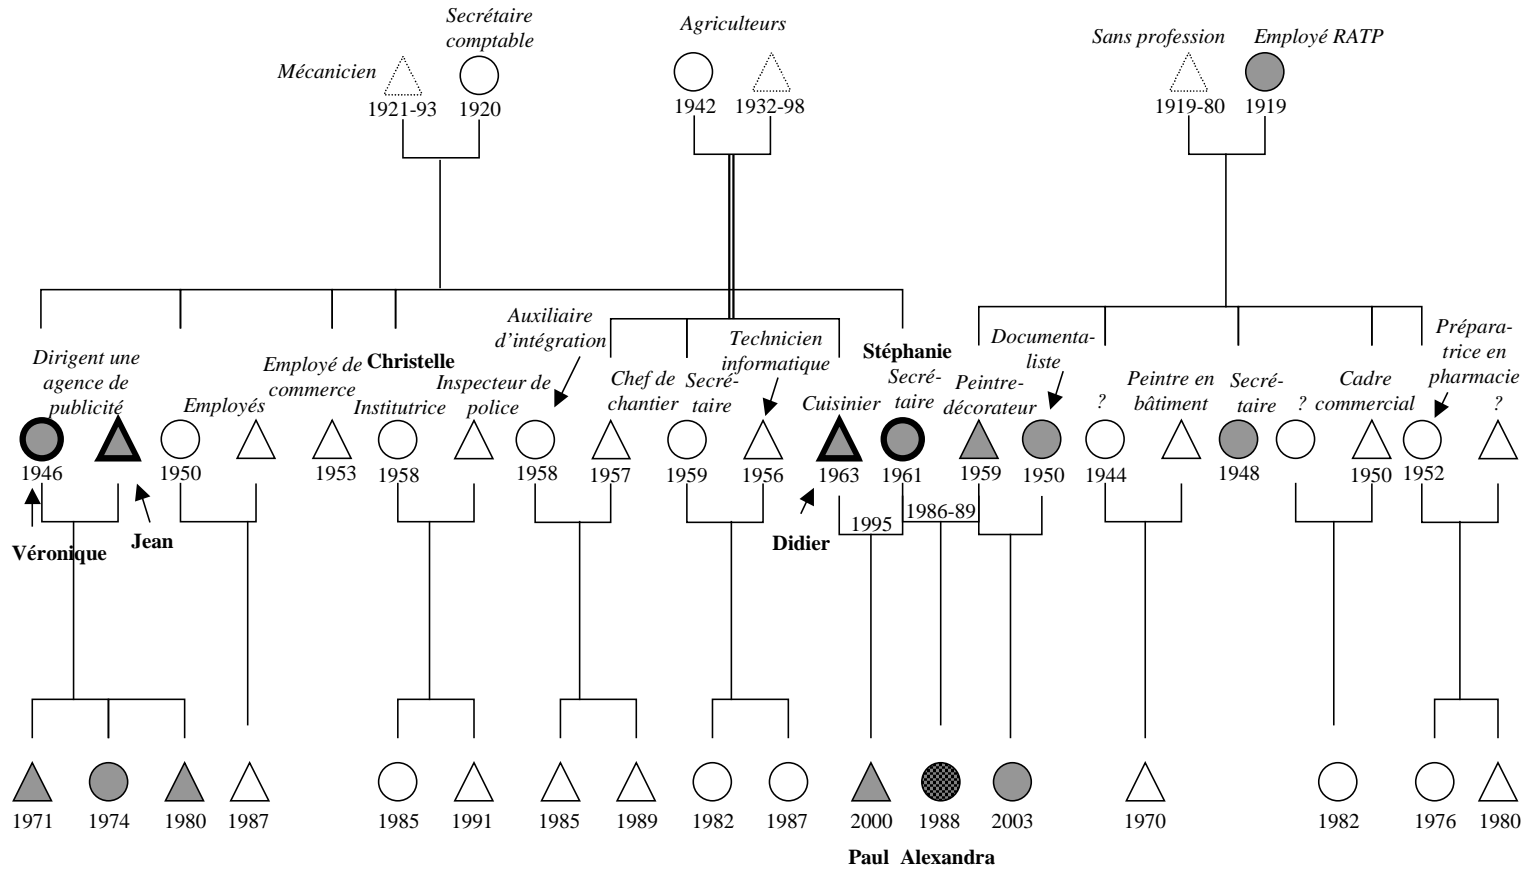 Secrétaire
comptable
Agriculteurs
Sans profession
Employé RATP
Mécanicien
1921-93
1920
1942
1932-98
1919-80
1919
Auxiliaire
d’intégration
Dirigent une
agence de
publicité
Employés
Employé de
commerce
Christelle
Institutrice
Inspecteur de
police
Chef de
chantier
Secré-
taire
Technicien
informatique
Cuisinier
Stéphanie
Secré-
taire
Peintre-
décorateur
Documenta-
liste
?
Peintre en
bâtiment
Secré-
taire
?
Cadre
commercial
Prépara-
trice en
pharmacie
?
1946
1950
1953
1958
1958
1957
1959
1956
1963
1961
1959
1950
1944
1948
1950
1952
Véronique
Jean
Didier
1995
1986-89
1971
1974
1980
1987
1985
1991
1985
1989
1982
1987
2000
1988
2003
1970
1982
1976
1980
Paul
Alexandra